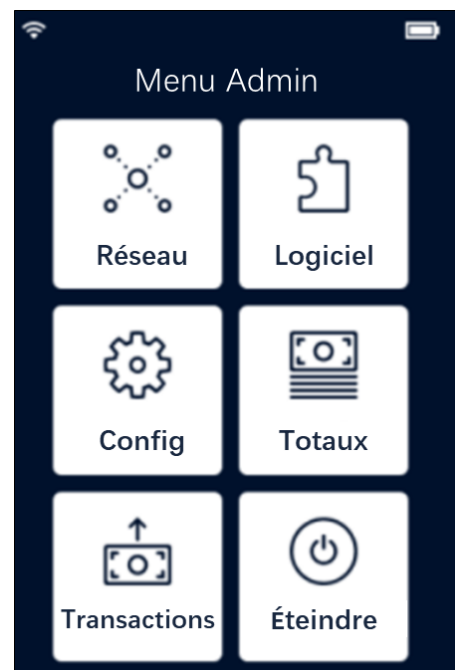 Menu Admin
Réseau
Logiciel
Config
Totaux
Transactions
Éteindre